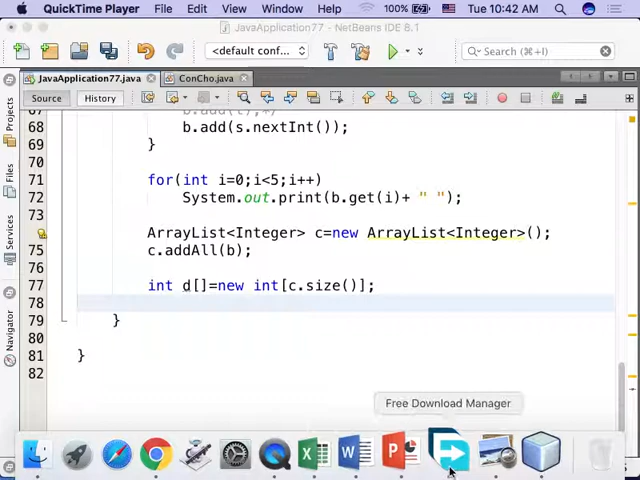 QuickTime Player File Edit View Window Help 100% Tue 10:42 AM
JavaApplication77 - NetBeans IDE 8.1
<default conf... Search (⌘+I)
JavaApplication77.java ConCho.java
Source History
Projects
Files
Services
Navigator
68 b.add(s.nextInt());
69 }
70
71 for(int i=0;i<5;i++)
72 System.out.print(b.get(i)+ " ");
73
ArrayList<Integer> c=new ArrayList<Integer>();
75 c.addAll(b);
76
77 int d[]=new int[c.size()];
78
79 }
80
81 }
82
Free Download Manager